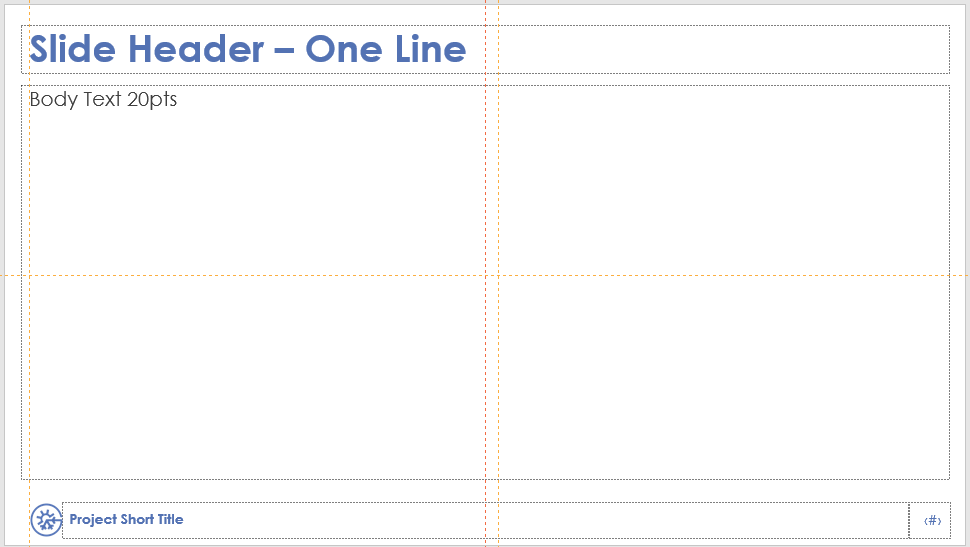 Slide Header – One Line
Body Text 20pts
Project Short Title
‹#›